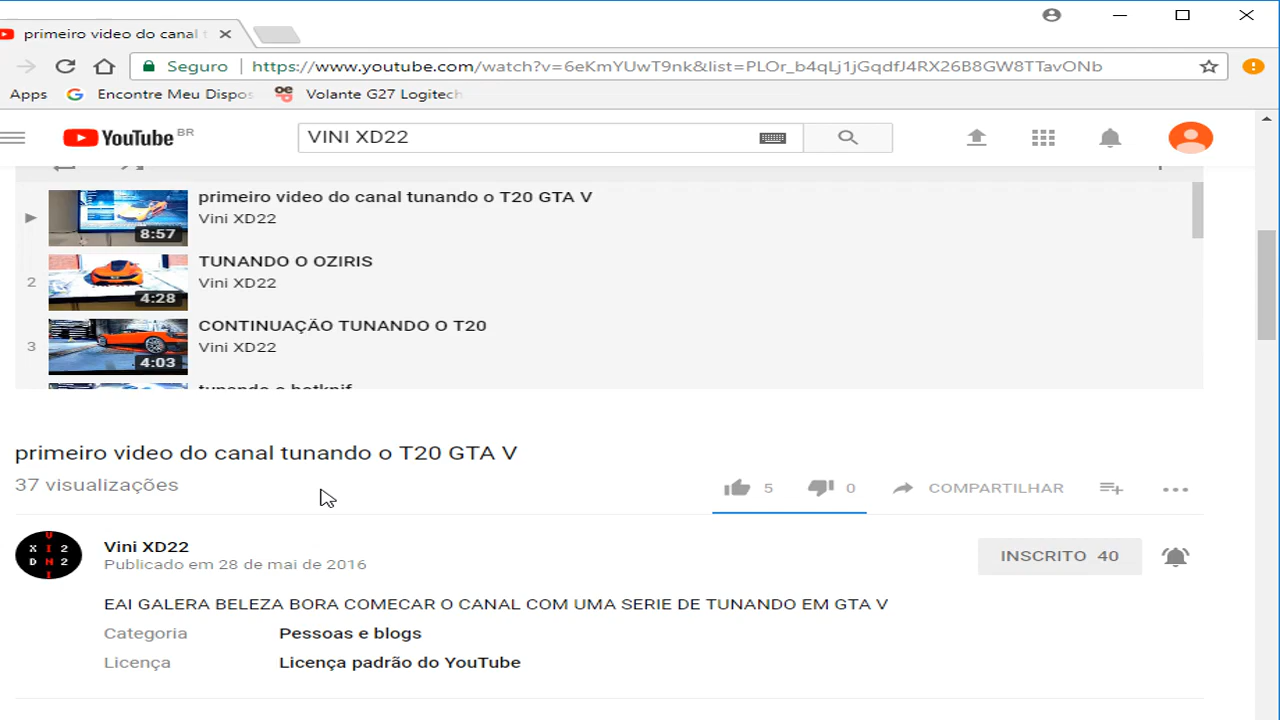 primeiro video do canal t
Seguro https://www.youtube.com/watch?v=6eKmYUwT9nk&list=PLOr_b4qLj1jGqdfJ4RX26B8GW8TTavONb
Apps Encontre Meu Dispos Volante G27 Logitech
YouTube BR VINI XD22
primeiro video do canal tunando o T20 GTA V
Vini XD22
8:57
2 TUNANDO O OZIRIS
Vini XD22
4:28
3 CONTINUAÇÃO TUNANDO O T20
Vini XD22
4:03
tunando o hotknif
primeiro video do canal tunando o T20 GTA V
37 visualizações
5 0 COMPARTILHAR
Vini XD22
Publicado em 28 de mai de 2016
INSCRITO 40
EAI GALERA BELEZA BORA COMECAR O CANAL COM UMA SERIE DE TUNANDO EM GTA V
Categoria Pessoas e blogs
Licença Licença padrão do YouTube